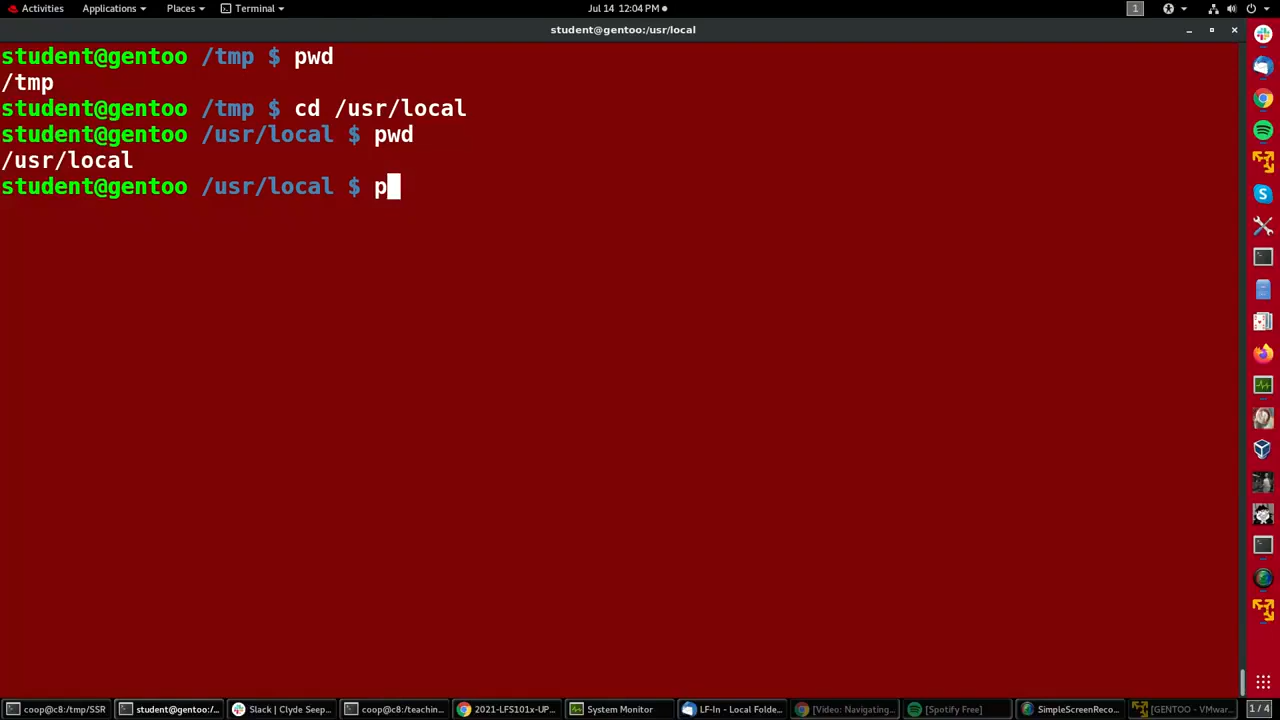 Activities Applications Places Terminal Jul 14 12:04 PM 1
student@gentoo:/usr/local
student@gentoo /tmp $ pwd
/tmp
student@gentoo /tmp $ cd /usr/local
student@gentoo /usr/local $ pwd
/usr/local
student@gentoo /usr/local $ p
coop@c8:/tmp/SSR student@gentoo:/... Slack | Clyde Seep... coop@c8:/teachin... 2021-LFS101x-UP... System Monitor LF-In - Local Folde... [Video: Navigating... [Spotify Free] SimpleScreenReco... [GENTOO - VMwar... 1 / 4